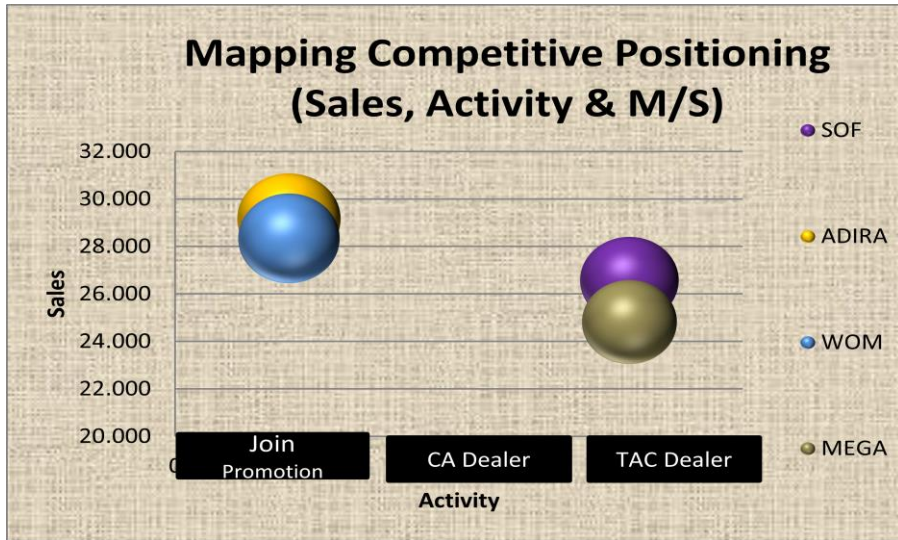 Mapping Competitive Positioning
(Sales, Activity & M/S)
SOF
ADIRA
WOM
MEGA
32.000
30.000
28.000
26.000
24.000
22.000
20.000
Sales
0
Join
Promotion
CA Dealer
TAC Dealer
Activity